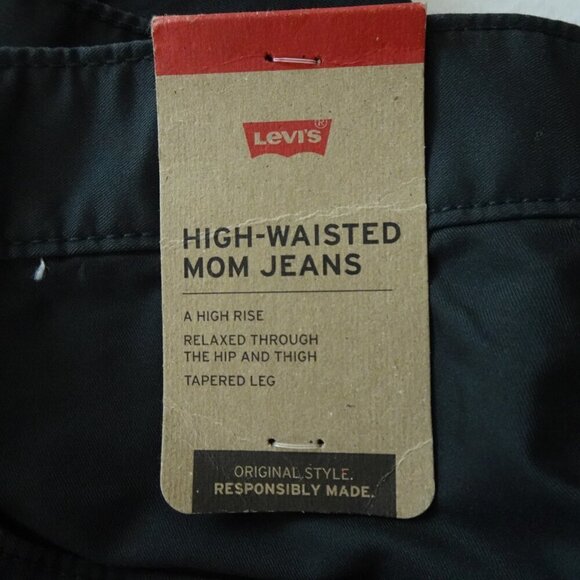 LEVI'S®
HIGH-WAISTED
MOM JEANS
A HIGH RISE
RELAXED THROUGH
THE HIP AND THIGH
TAPERED LEG
ORIGINAL STYLE.
RESPONSIBLY MADE.